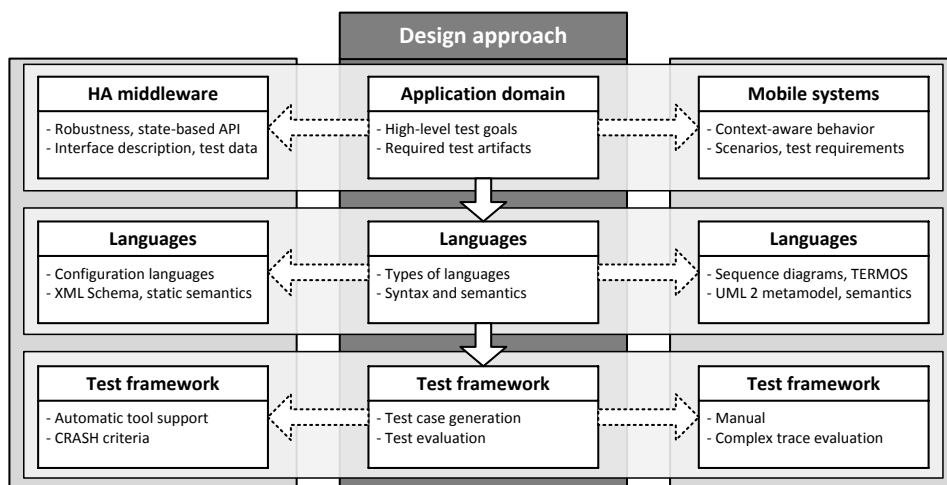 Design approach
HA middleware
- Robustness, state-based API
- Interface description, test data
Application domain
- High-level test goals
- Required test artifacts
Mobile systems
- Context-aware behavior
- Scenarios, test requirements
Languages
- Configuration languages
- XML Schema, static semantics
Languages
- Types of languages
- Syntax and semantics
Languages
- Sequence diagrams, TERMOS
- UML 2 metamodel, semantics
Test framework
- Automatic tool support
- CRASH criteria
Test framework
- Test case generation
- Test evaluation
Test framework
- Manual
- Complex trace evaluation